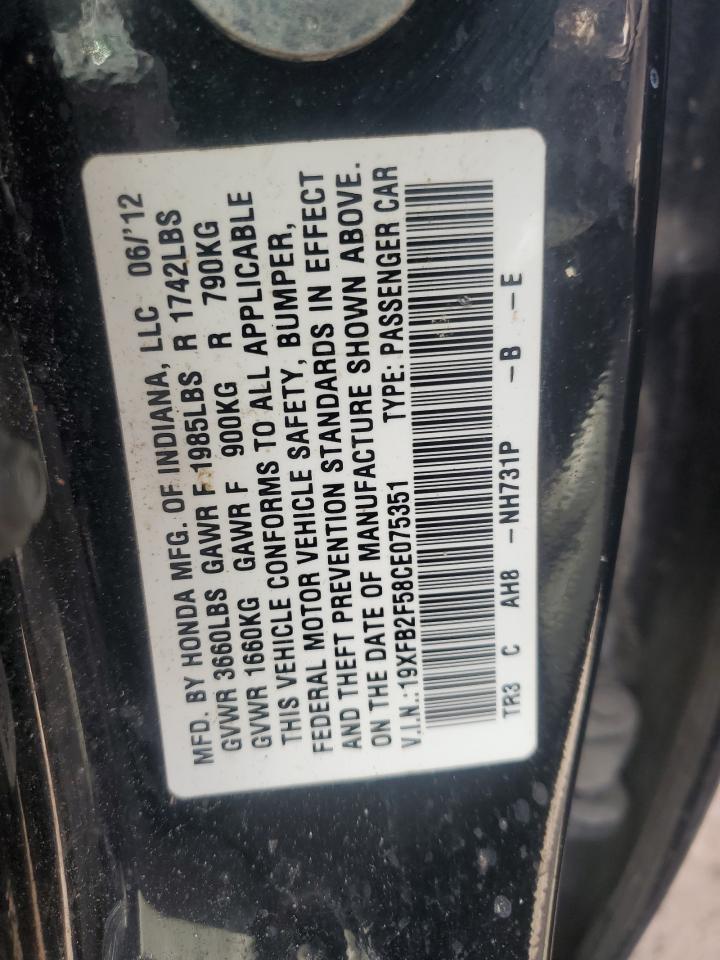 MFD. BY HONDA MFG. OF INDIANA, LLC 06/'12
GVWR 3660LBS GAWR F 1985LBS R 1742LBS
GVWR 1660KG GAWR F 900KG R 790KG
THIS VEHICLE CONFORMS TO ALL APPLICABLE
FEDERAL MOTOR VEHICLE SAFETY, BUMPER,
AND THEFT PREVENTION STANDARDS IN EFFECT
ON THE DATE OF MANUFACTURE SHOWN ABOVE.
V.I.N.:19XFB2F58CE075351 TYPE: PASSENGER CAR
TR3 C AH8 -NH731P -B -E